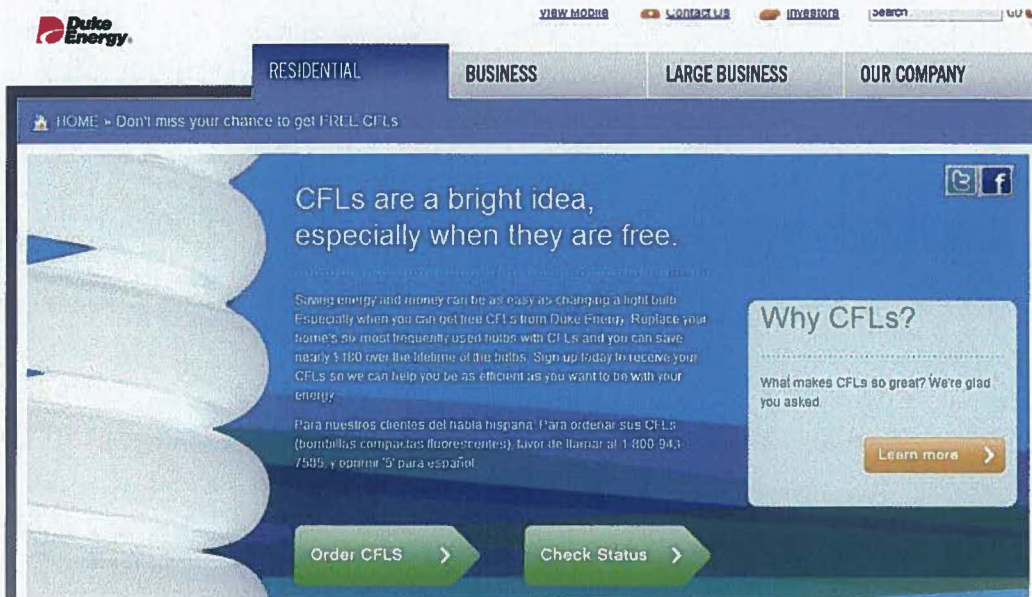 Duke
Energy®
View Mobile
Contact Us
Investors
Search
GO
RESIDENTIAL
BUSINESS
LARGE BUSINESS
OUR COMPANY
HOME » Don't miss your chance to get FREE CFLs
CFLs are a bright idea,
especially when they are free.
Saving energy and money can be as easy as changing a light bulb.
Especially when you can get free CFLs from Duke Energy. Replace your
home's six most frequently used bulbs with CFLs and you can save
nearly $180 over the lifetime of the bulbs. Sign up today to receive your
CFLs so we can help you be as efficient as you want to be with your
energy.
Para nuestros clientes del habla hispana: Para ordenar sus CFLs
(bombillas compactas fluorescentes), favor de llamar al 1-800-943-
7585, y oprimir '5' para español.
Why CFLs?
What makes CFLs so great? We're glad
you asked.
Learn more
Order CFLS
Check Status